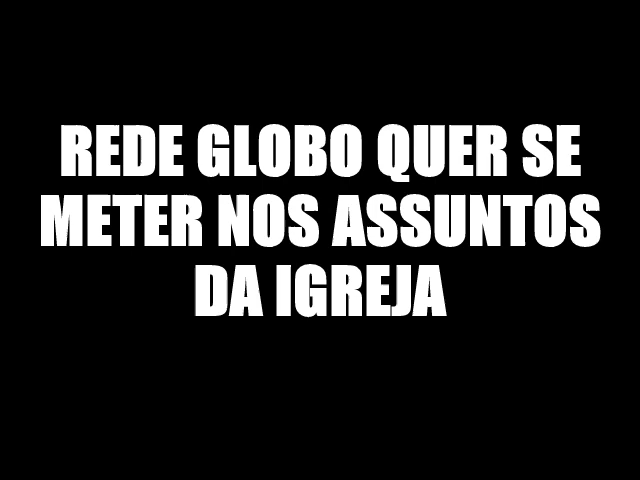 REDE GLOBO QUER SE
METER NOS ASSUNTOS
DA IGREJA